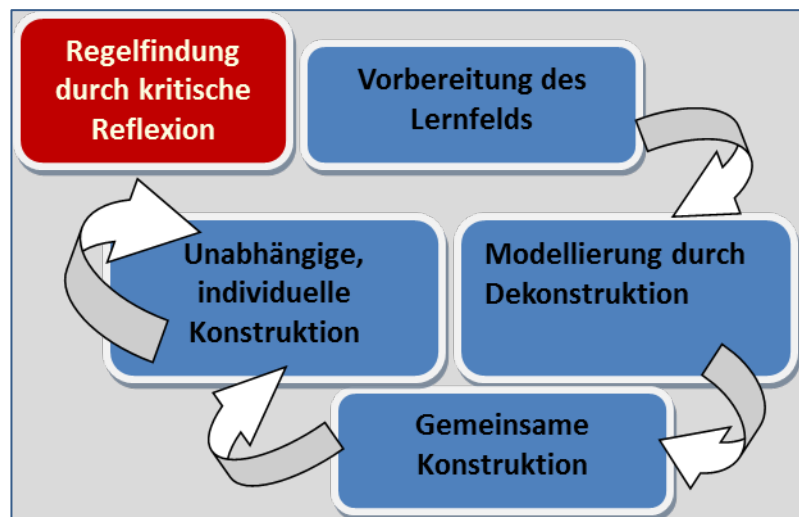 Regelfindung
durch kritische
Reflexion
Vorbereitung des
Lernfelds
Unabhängige,
individuelle
Konstruktion
Modellierung durch
Dekonstruktion
Gemeinsame
Konstruktion